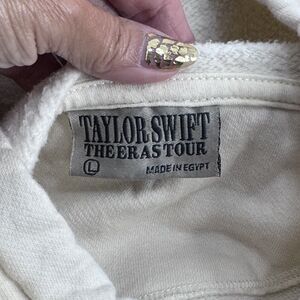 TAYLOR SWIFT
THE ERAS TOUR
L MADE IN EGYPT